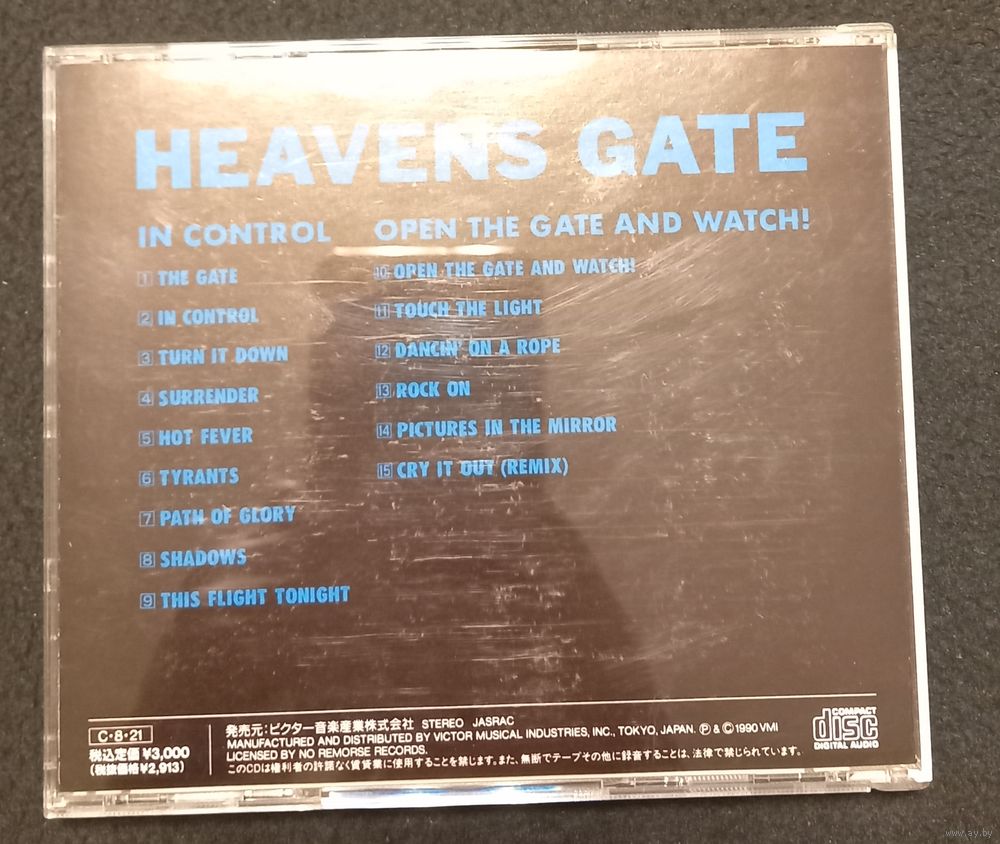 HEAVENS GATE
IN CONTROL
1 THE GATE
2 IN CONTROL
3 TURN IT DOWN
4 SURRENDER
5 HOT FEVER
6 TYRANTS
7 PATH OF GLORY
8 SHADOWS
9 THIS FLIGHT TONIGHT
OPEN THE GATE AND WATCH!
10 OPEN THE GATE AND WATCH!
11 TOUCH THE LIGHT
12 DANCIN' ON A ROPE
13 ROCK ON
14 PICTURES IN THE MIRROR
15 CRY IT OUT (REMIX)
C・8・21
税込定価¥3,000
(税抜価格¥2,913)
発売元:ビクター音楽産業株式会社 STEREO JASRAC
MANUFACTURED AND DISTRIBUTED BY VICTOR MUSICAL INDUSTRIES, INC., TOKYO, JAPAN. Ⓟ & Ⓒ 1990 VMI
LICENSED BY NO REMORSE RECORDS.
このCDは権利者の許諾なく賃貸業に使用することを禁じます。また、無断でテープその他に録音することは、法律で禁じられています。
COMPACT
disc
DIGITAL AUDIO
www.ay.by